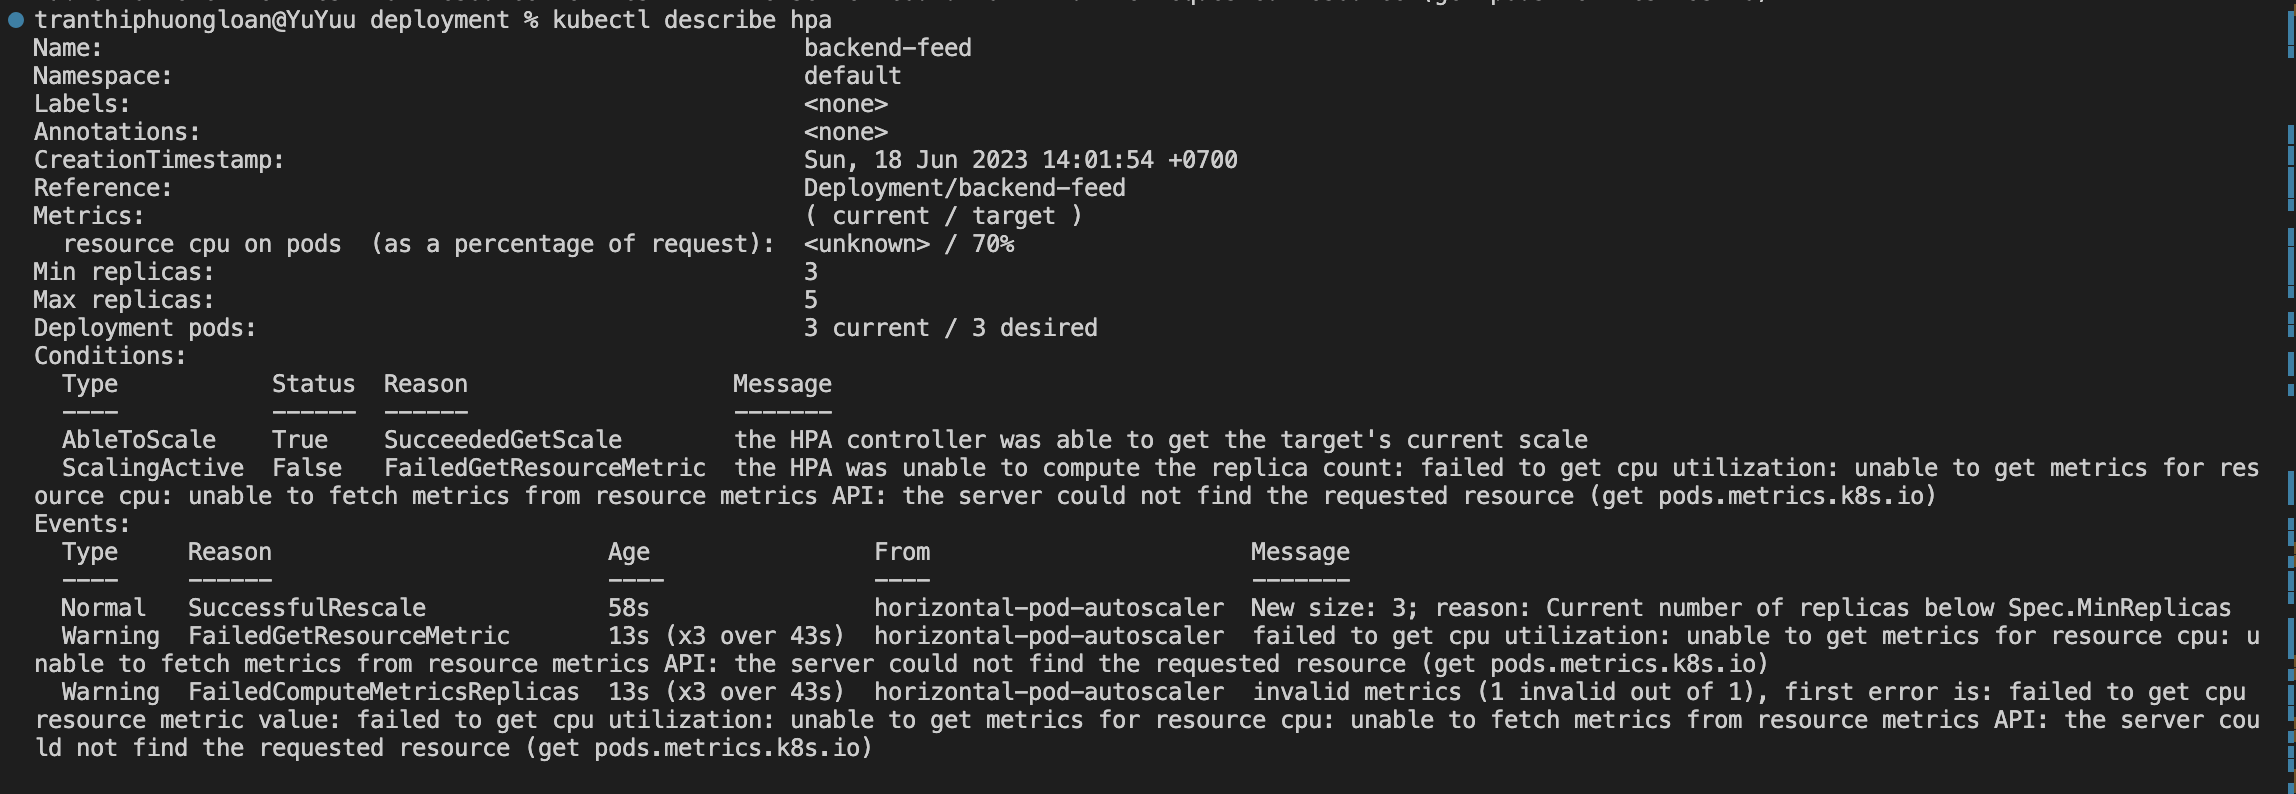 tranthiphuongloan@YuYuu deployment % kubectl describe hpa
Name:                                                  backend-feed
Namespace:                                             default
Labels:                                                <none>
Annotations:                                           <none>
CreationTimestamp:                                     Sun, 18 Jun 2023 14:01:54 +0700
Reference:                                             Deployment/backend-feed
Metrics:                                               ( current / target )
  resource cpu on pods  (as a percentage of request):  <unknown> / 70%
Min replicas:                                          3
Max replicas:                                          5
Deployment pods:                                       3 current / 3 desired
Conditions:
  Type           Status  Reason                   Message
  ----           ------  ------                   -------
  AbleToScale    True    SucceededGetScale        the HPA controller was able to get the target's current scale
  ScalingActive  False   FailedGetResourceMetric  the HPA was unable to compute the replica count: failed to get cpu utilization: unable to get metrics for res
ource cpu: unable to fetch metrics from resource metrics API: the server could not find the requested resource (get pods.metrics.k8s.io)
Events:
  Type     Reason                        Age                From                       Message
  ----     ------                        ----               ----                       -------
  Normal   SuccessfulRescale             58s                horizontal-pod-autoscaler  New size: 3; reason: Current number of replicas below Spec.MinReplicas
  Warning  FailedGetResourceMetric       13s (x3 over 43s)  horizontal-pod-autoscaler  failed to get cpu utilization: unable to get metrics for resource cpu: u
nable to fetch metrics from resource metrics API: the server could not find the requested resource (get pods.metrics.k8s.io)
  Warning  FailedComputeMetricsReplicas  13s (x3 over 43s)  horizontal-pod-autoscaler  invalid metrics (1 invalid out of 1), first error is: failed to get cpu
resource metric value: failed to get cpu utilization: unable to get metrics for resource cpu: unable to fetch metrics from resource metrics API: the server cou
ld not find the requested resource (get pods.metrics.k8s.io)